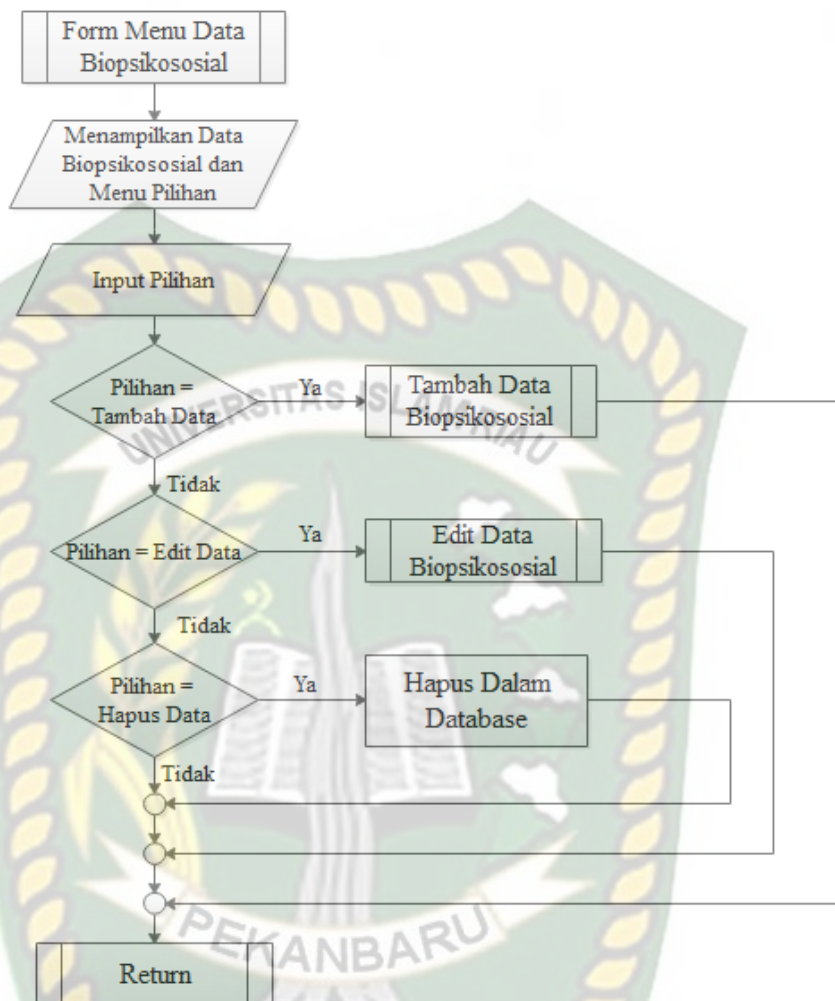 Form Menu Data
Biopsikososial
Menampilkan Data
Biopsikososial dan
Menu Pilihan
Input Pilihan
Pilihan =
Tambah Data
Ya
Tambah Data
Biopsikososial
UNIVERSITAS ISLAM RIAU
Tidak
Pilihan = Edit Data
Ya
Edit Data
Biopsikososial
Tidak
Pilihan =
Hapus Data
Ya
Hapus Dalam
Database
Tidak
PEKANBARU
Return